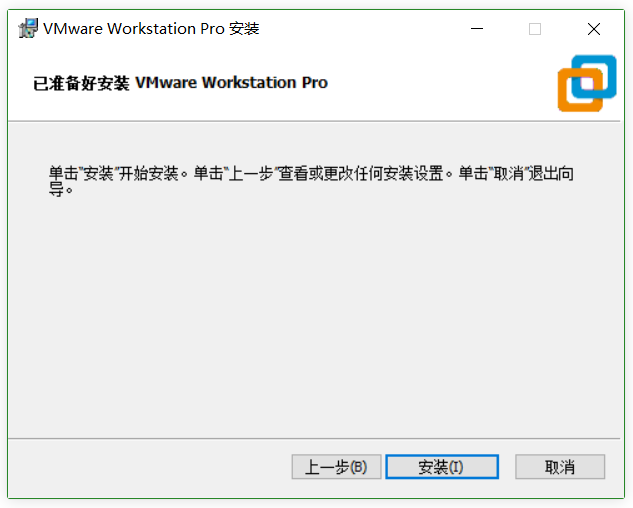 VMware Workstation Pro 安装
已准备好安装 VMware Workstation Pro
单击“安装”开始安装。单击“上一步”查看或更改任何安装设置。单击“取消”退出向
导。
上一步(B) 安装(I) 取消